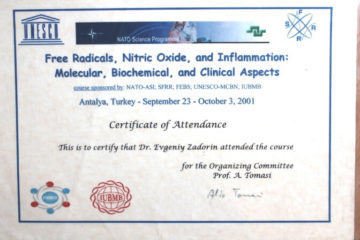 UNESCO
NATO Science Programme
S
F R
R
Free Radicals, Nitric Oxide, and Inflammation:
Molecular, Biochemical, and Clinical Aspects
course sponsored by: NATO-ASI; SFRR; FEBS; UNESCO-MCBN; IUBMB
Antalya, Turkey - September 23 - October 3, 2001
Certificate of Attendance
This is to certify that Dr. Evgeniy Zadorin attended the course
for the Organizing Committee
Prof. A. Tomasi
IUBMB